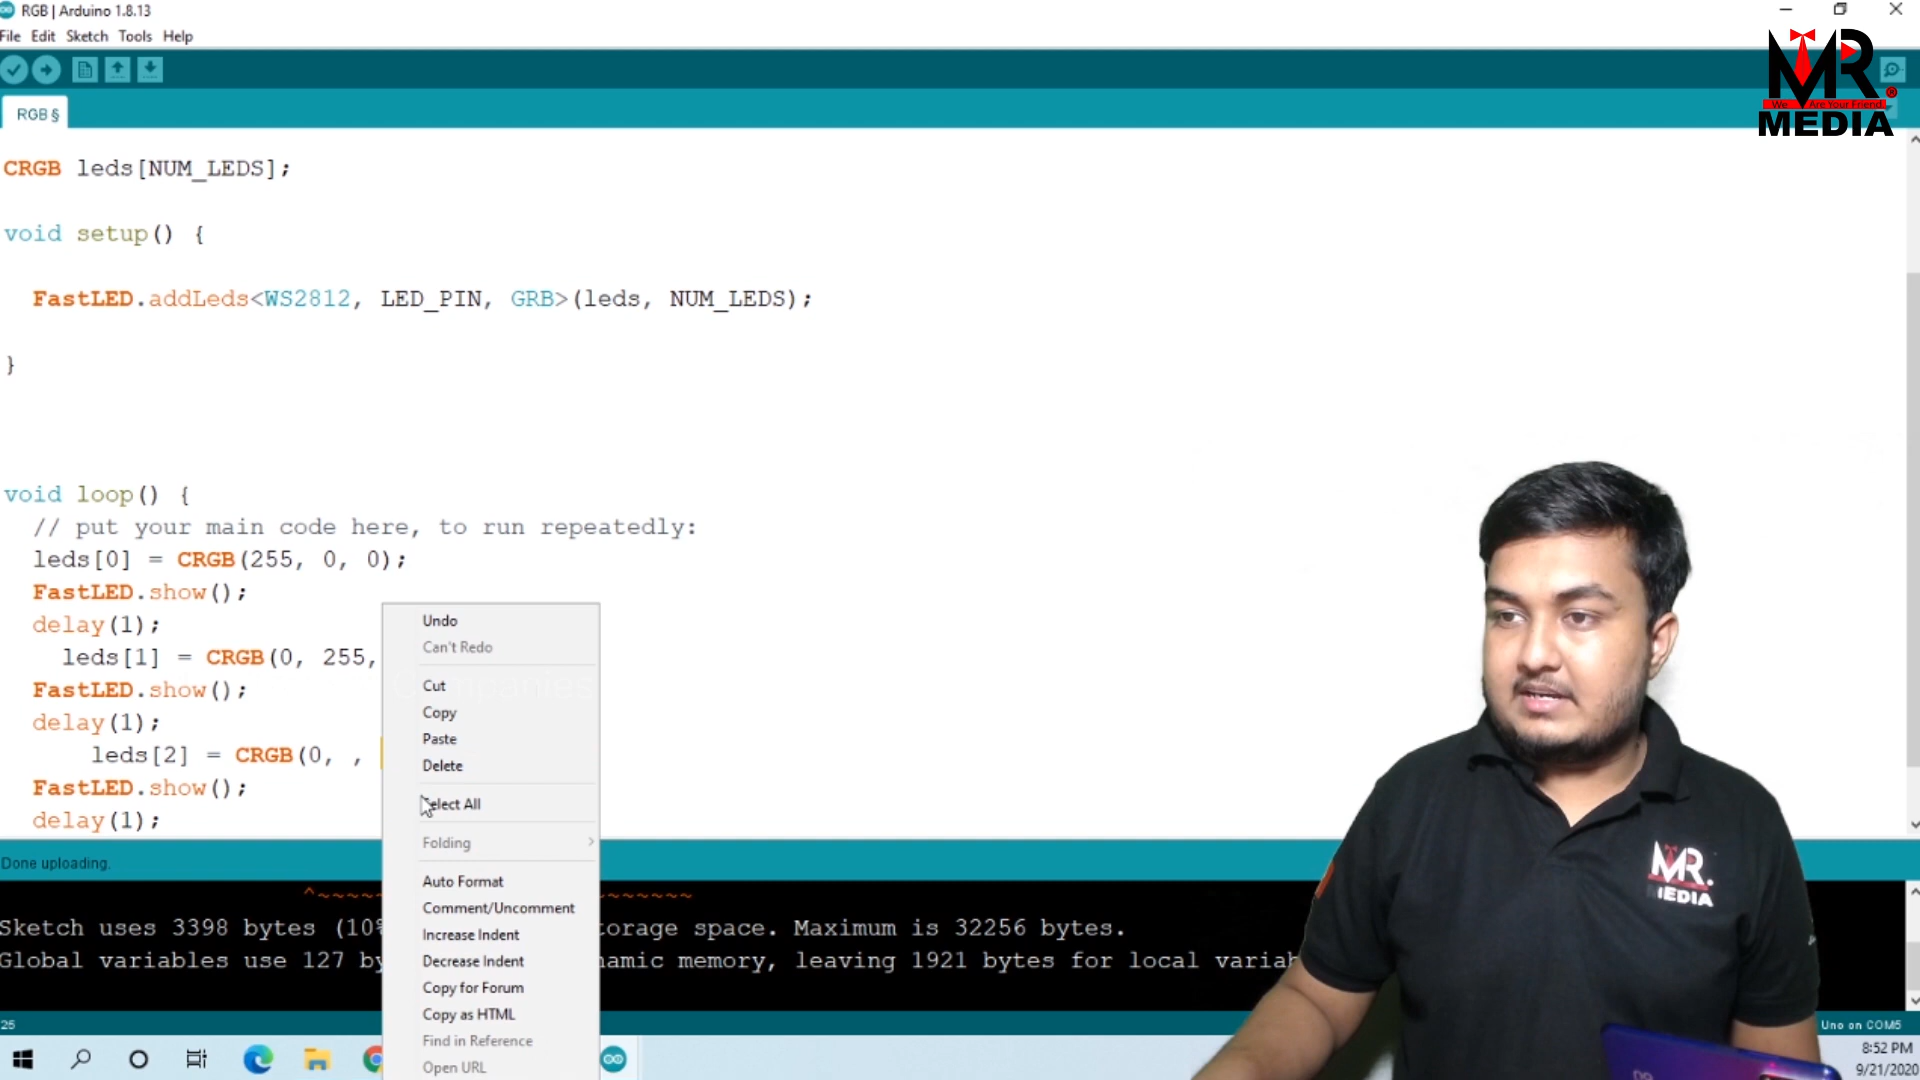 RGB | Arduino 1.8.13
File Edit Sketch Tools Help
MR.
We Are Your Friend
MEDIA
RGB §
CRGB leds[NUM_LEDS];
void setup() {
FastLED.addLeds<WS2812, LED_PIN, GRB>(leds, NUM_LEDS);
}
void loop() {
// put your main code here, to run repeatedly:
leds[0] = CRGB(255, 0, 0);
FastLED.show();
delay(1);
leds[1] = CRGB(0, 255,
FastLED.show();
delay(1);
leds[2] = CRGB(0, ,
FastLED.show();
delay(1);
Undo
Can't Redo
Cut
Copy
Paste
Delete
Select All
Folding
Auto Format
Comment/Uncomment
Increase Indent
Decrease Indent
Copy for Forum
Copy as HTML
Find in Reference
Open URL
Done uploading.
^~~~~~ ~~~~~~~
Sketch uses 3398 bytes (10% torage space. Maximum is 32256 bytes.
Global variables use 127 by namic memory, leaving 1921 bytes for local variab
25
Uno on COM5
8:52 PM
9/21/2020
MR.
MEDIA